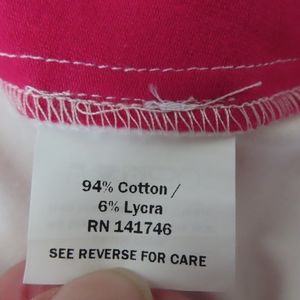 94% Cotton /
6% Lycra
RN 141746
SEE REVERSE FOR CARE